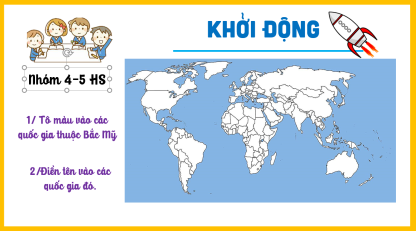 KHỞI ĐỘNG
Nhóm 4-5 HS
1/ Tô màu vào các
quốc gia thuộc Bắc Mỹ
2/Điền tên vào các
quốc gia đó.